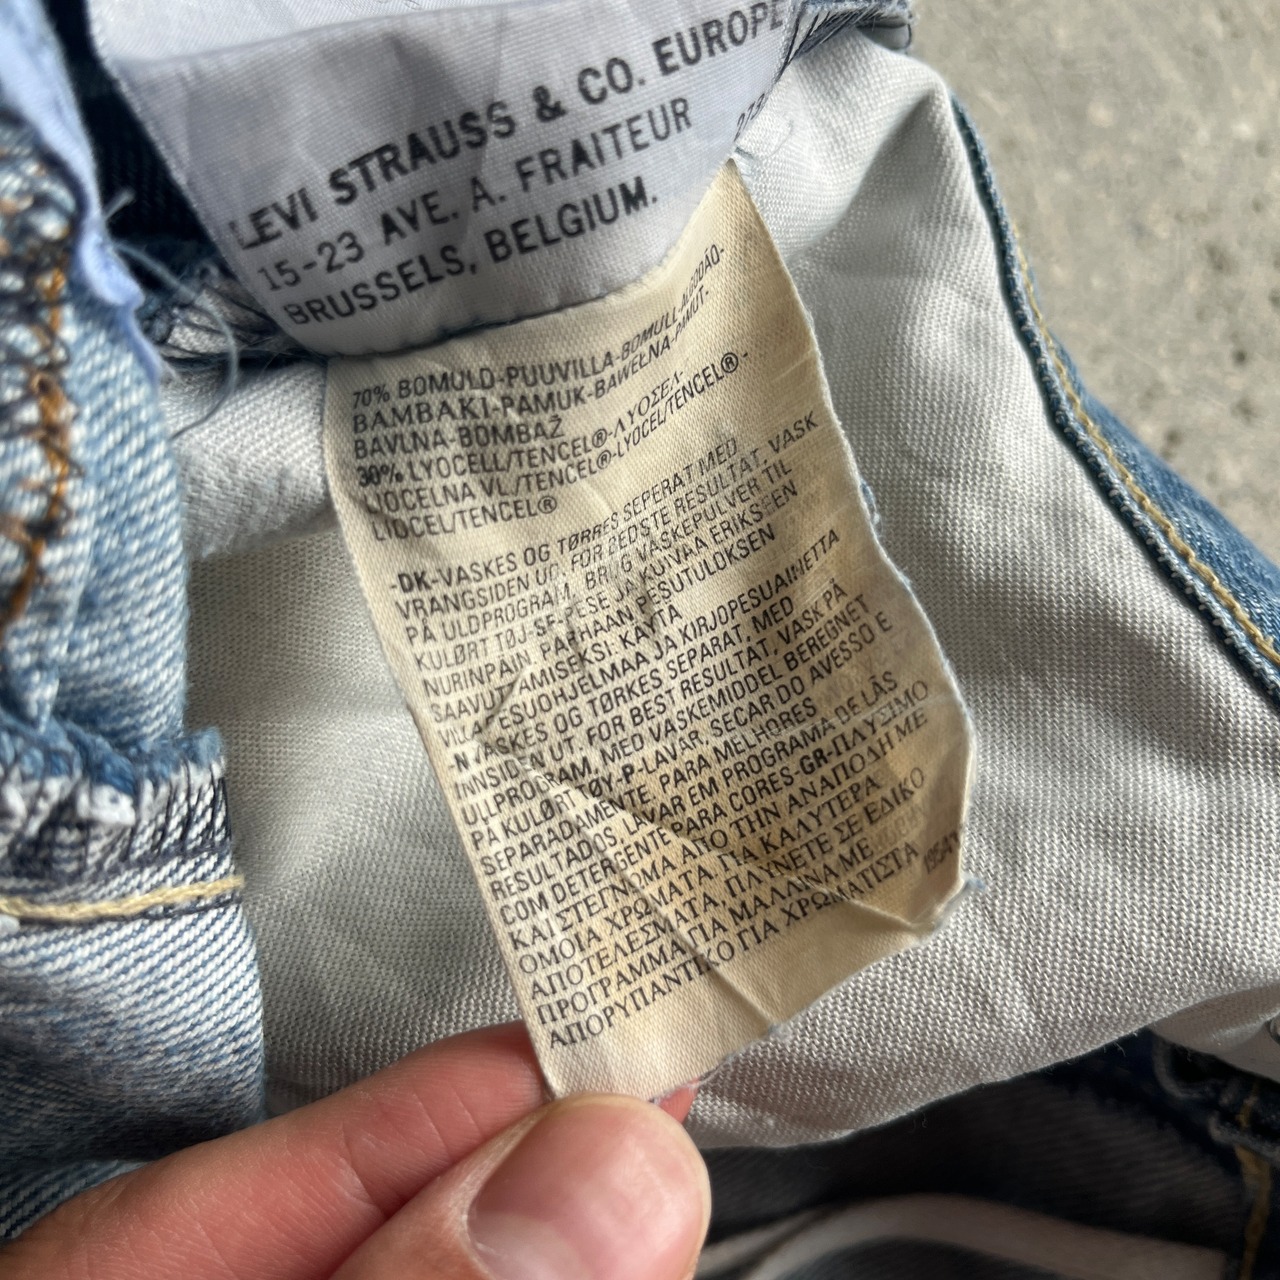 LEVI STRAUSS & CO. EUROPE
15-23 AVE. A. FRAITEUR
BRUSSELS, BELGIUM.
70% BOMULD-PUUVILLA-BOMULL-ALGODÃO-
BAMBAKI-PAMUK-BAWEŁNA-PAMUT-
BAVLNA-BOMBAŽ
30% LYOCELL/TENCEL®-ΛΥΟΣΕΛ-
LIOCELNA VL/TENCEL®-LYOCEL/TENCEL®-
LIOCEL/TENCEL®
-DK-VASKES OG TØRRES SEPERAT MED
VRANGSIDEN UD, FOR BEDSTE RESULTAT, VASK
PÅ ULDPROGRAM, BRUG VASKEPULVER TIL
KULØRT TØJ-SF-PESE JA KUIVAA ERIKSEEN
NURINPÄIN, PARHAAN PESUTULOKSEN
SAAVUTTAMISEKSI: KÄYTÄ
VILLAPESUOHJELMAA JA KIRJOPESUAINETTA
-N-VASKES OG TØRKES SEPARAT, MED
INNSIDEN UT, FOR BEST RESULTAT, VASK PÅ
ULLPROGRAM, MED VASKEMIDDEL BEREGNET
PÅ KULØRT TØY-P-LAVAR, SECAR DO AVESSO E
SEPARADAMENTE, PARA MELHORES
RESULTADOS, LAVAR EM PROGRAMA DE LÃS
COM DETERGENTE PARA CORES-GR-ΠΛΥΣΙΜΟ
ΚΑΙ ΣΤΕΓΝΩΜΑ ΑΠΟ ΤΗΝ ΑΝΑΠΟΔΗ ΜΕ
ΟΜΟΙΑ ΧΡΩΜΑΤΑ, ΓΙΑ ΚΑΛΥΤΕΡΑ
ΑΠΟΤΕΛΕΣΜΑΤΑ, ΠΛΥΝΕΤΕ ΣΕ ΕΙΔΙΚΟ
ΠΡΟΓΡΑΜΜΑ ΓΙΑ ΜΑΛΛΙΝΑ ΜΕ
ΑΠΟΡΥΠΑΝΤΙΚΟ ΓΙΑ ΧΡΩΜΑΤΙΣΤΑ